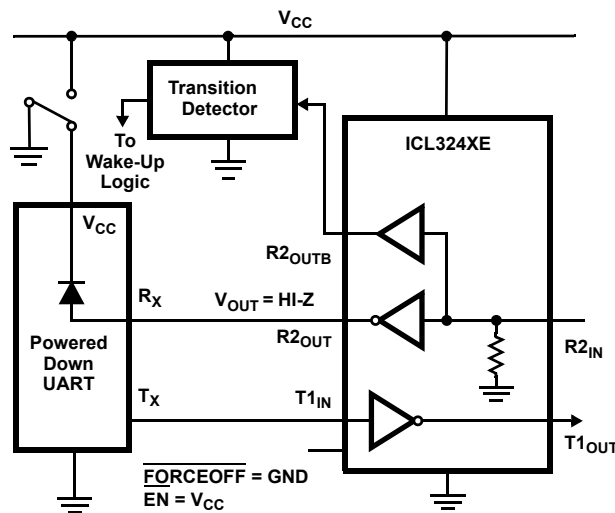 VCC
Transition
Detector
To
Wake-Up
Logic
ICL324XE
VCC
R2OUTB
RX
VOUT = HI-Z
R2OUT
R2IN
Powered
Down
UART
TX
T1IN
T1OUT
FORCEOFF = GND
EN = VCC